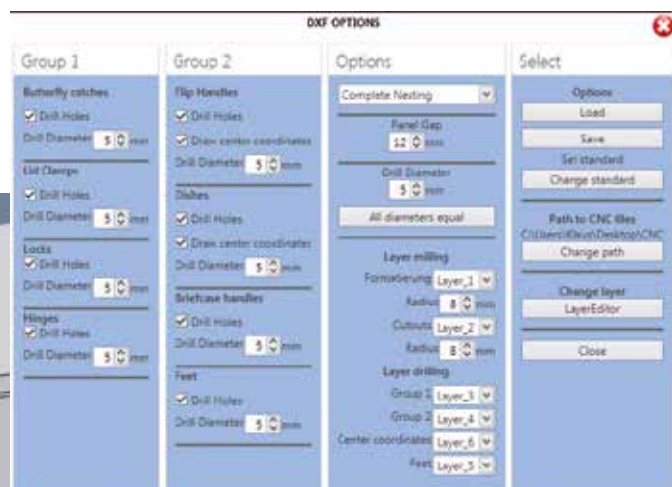 DXF OPTIONS
Group 1
Butterfly catches
Drill Holes
Drill Diameter 5 mm
Lid Clamps
Drill Holes
Drill Diameter 5 mm
Locks
Drill Holes
Drill Diameter 5 mm
Hinges
Drill Holes
Drill Diameter 5 mm
Group 2
Flip Handles
Drill Holes
Draw center coordinates
Drill Diameter 5 mm
Dishes
Drill Holes
Draw center coordinates
Drill Diameter 5 mm
Briefcase handles
Drill Holes
Drill Diameter 5 mm
Feet
Drill Holes
Drill Diameter 5 mm
Options
Complete Nesting
Panel Gap
12 mm
Drill Diameter
5 mm
All diameters equal
Layer milling
Formatierung Layer_1
Radius 8 mm
Cutouts Layer_2
Radius 8 mm
Layer drilling
Group 1 Layer_3
Group 2 Layer_4
Center coordinates Layer_6
Feet Layer_5
Select
Options
Load
Save
Set standard
Change standard
Path to CNC files
C:\Users\Klaus\Desktop\CNC
Change path
Change layer
LayerEditor
Close